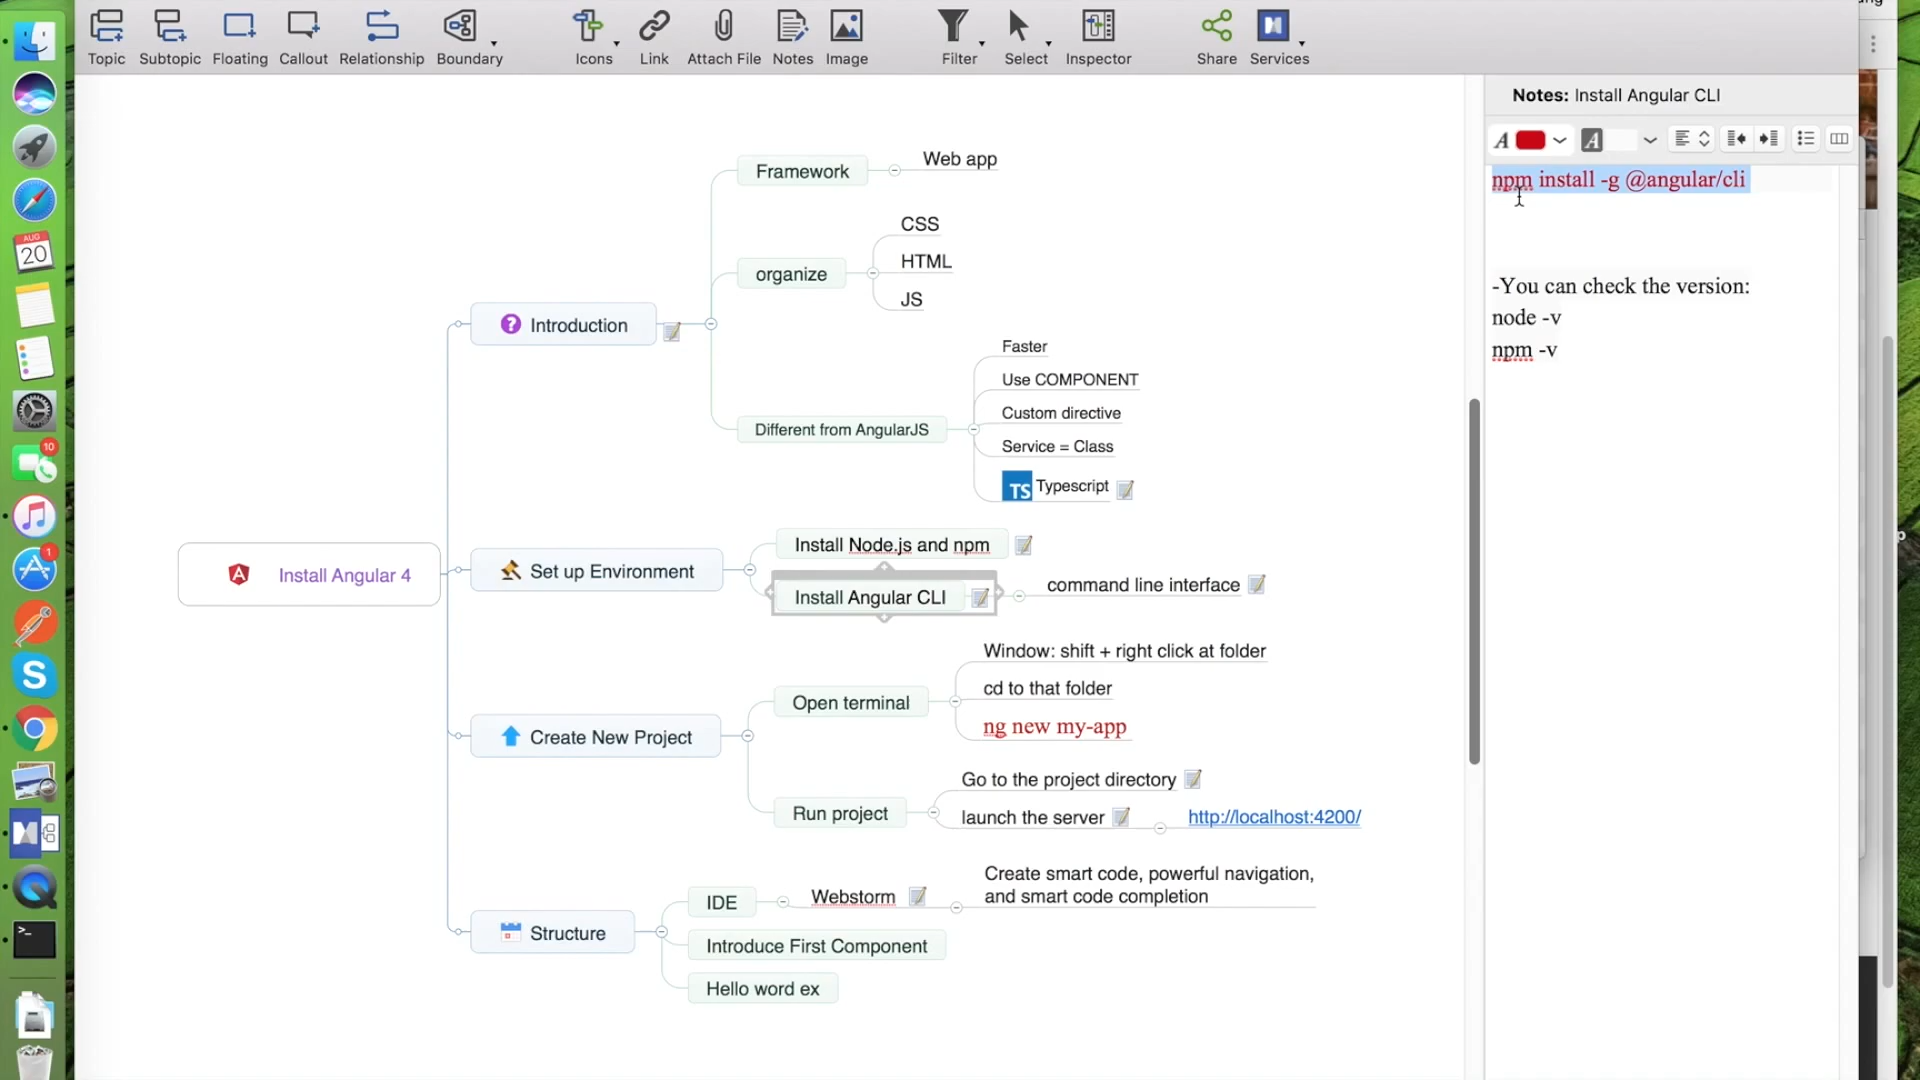 Topic
Subtopic
Floating
Callout
Relationship
Boundary
Icons
Link
Attach File
Notes
Image
Filter
Select
Inspector
Share
Services
Notes: Install Angular CLI
A
A
npm install -g @angular/cli
-You can check the version:
node -v
npm -v
Install Angular 4
Introduction
Framework
Web app
organize
CSS
HTML
JS
Different from AngularJS
Faster
Use COMPONENT
Custom directive
Service = Class
TS Typescript
Set up Environment
Install Node.js and npm
Install Angular CLI
command line interface
Create New Project
Open terminal
Window: shift + right click at folder
cd to that folder
ng new my-app
Run project
Go to the project directory
launch the server
http://localhost:4200/
Structure
IDE
Webstorm
Create smart code, powerful navigation,
and smart code completion
Introduce First Component
Hello word ex
AUG
20
10
1